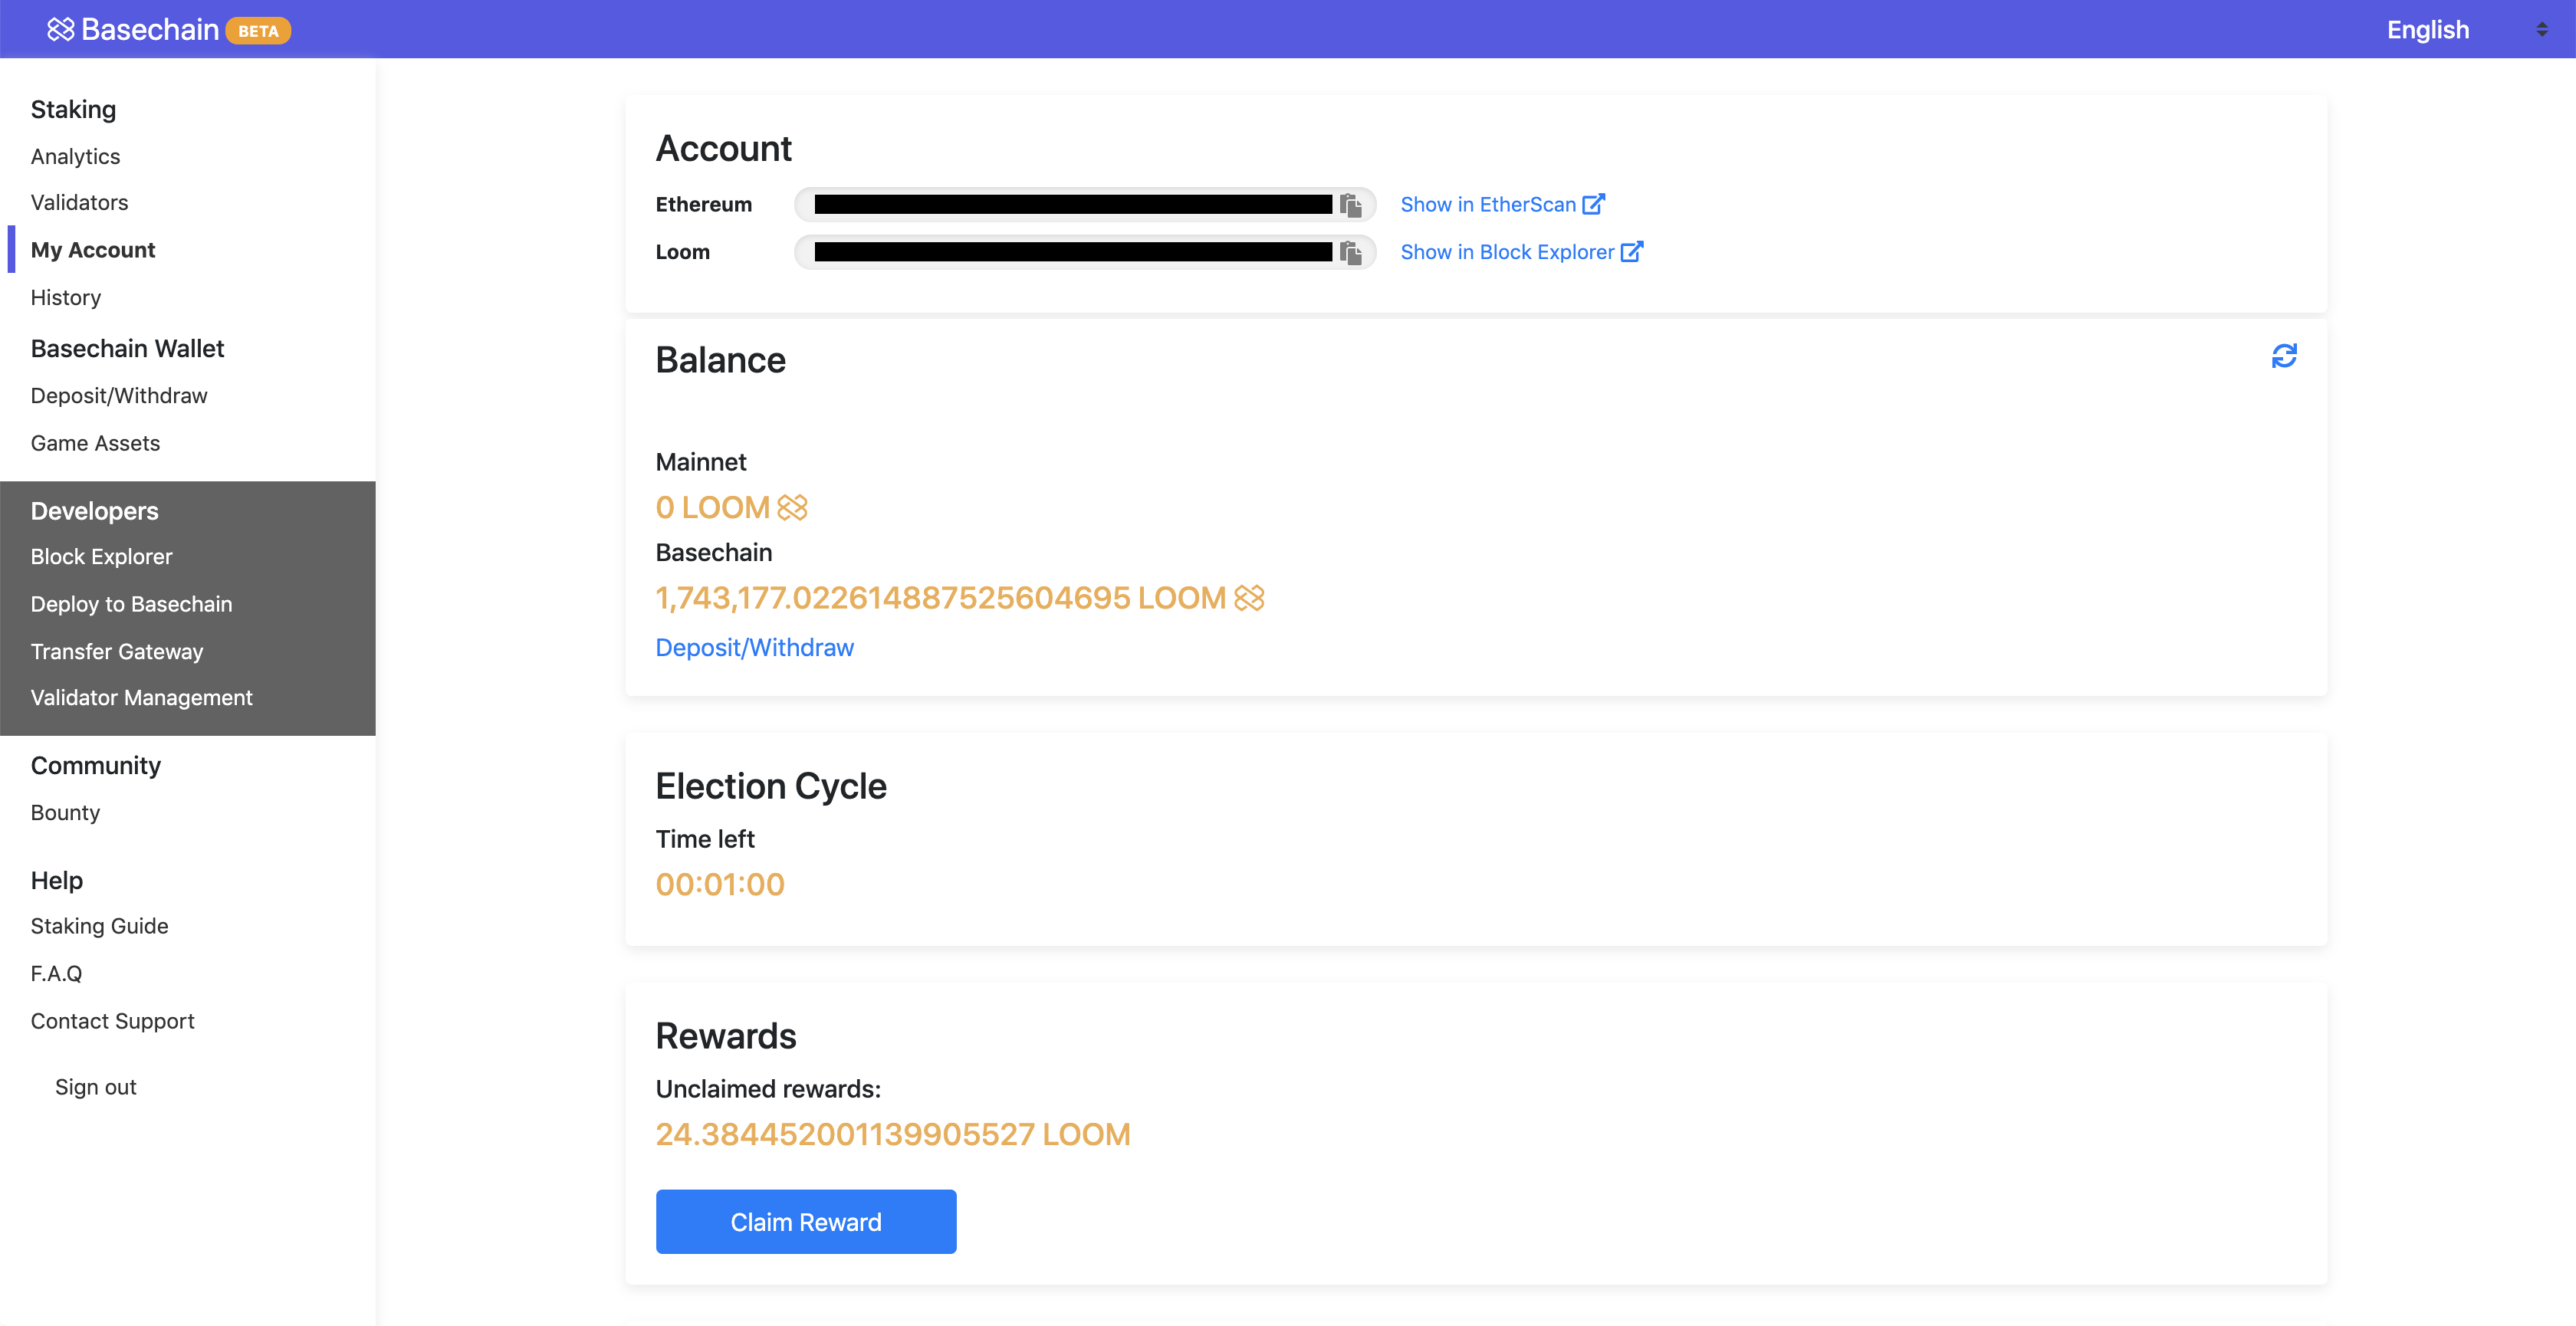 Basechain BETA
English
Staking
Analytics
Validators
My Account
History
Basechain Wallet
Deposit/Withdraw
Game Assets
Developers
Block Explorer
Deploy to Basechain
Transfer Gateway
Validator Management
Community
Bounty
Help
Staking Guide
F.A.Q
Contact Support
Sign out
Account
Ethereum Show in EtherScan
Loom Show in Block Explorer
Balance
Mainnet
0 LOOM
Basechain
1,743,177.022614887525604695 LOOM
Deposit/Withdraw
Election Cycle
Time left
00:01:00
Rewards
Unclaimed rewards:
24.384452001139905527 LOOM
Claim Reward